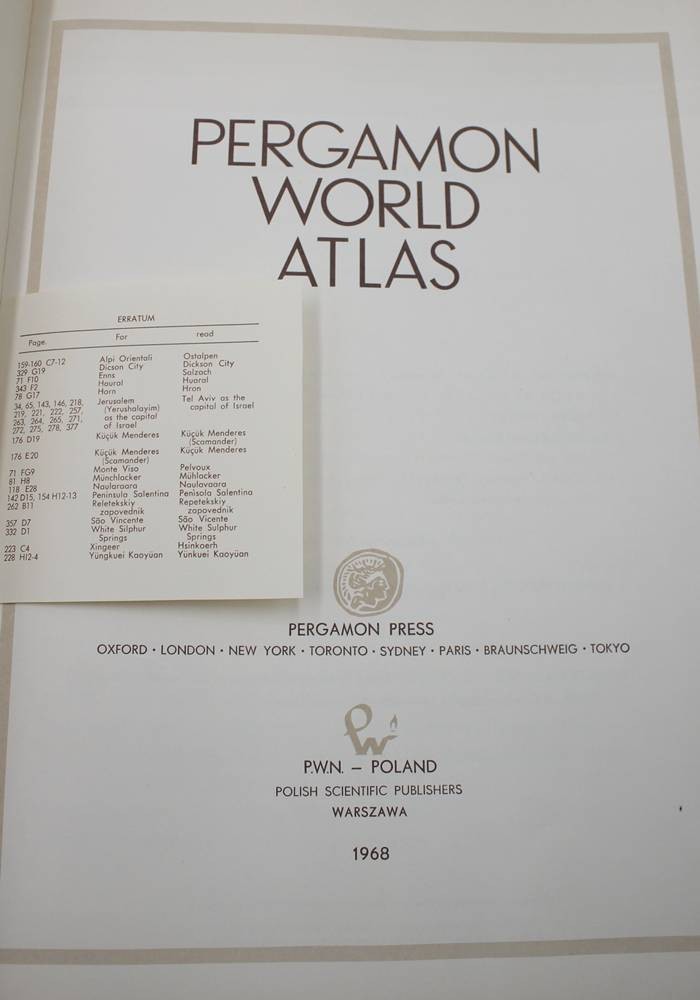 PERGAMON
WORLD
ATLAS
ERRATUM
Page. For read
159-160 C7-12 Alpi Orientali Ostalpen
329 G19 Dicson City Dickson City
71 F10 Enns Salzach
343 F2 Haural Huaral
78 G17 Horn Hron
34, 65, 143, 146, 218, Jerusalem Tel Aviv as the
219, 221, 222, 257, (Yerushalayim) capital of Israel
263, 264, 265, 271, as the capital
272, 275, 278, 377 of Israel
176 D19 Küçük Menderes Küçük Menderes
(Scamander)
176 E20 Küçük Menderes Küçük Menderes
(Scamander)
71 FG9 Monte Viso Pelvoux
81 H8 Münchlacker Mühlacker
118 E28 Naularaara Naulavaara
142 D15, 154 H12-13 Peninsula Salentina Penisola Salentina
262 B11 Reletekskiy Repetekskiy
zapovednik zapovednik
357 D7 São Vincente São Vicente
332 D1 White Silphur White Sulphur
Springs Springs
223 C4 Xingeer Hsinkoerh
228 H12-4 Yüngkuei Kaoyüan Yünkuei Kaoyüan
PERGAMON PRESS
OXFORD · LONDON · NEW YORK · TORONTO · SYDNEY · PARIS · BRAUNSCHWEIG · TOKYO
P.W.N. – POLAND
POLISH SCIENTIFIC PUBLISHERS
WARSZAWA
1968